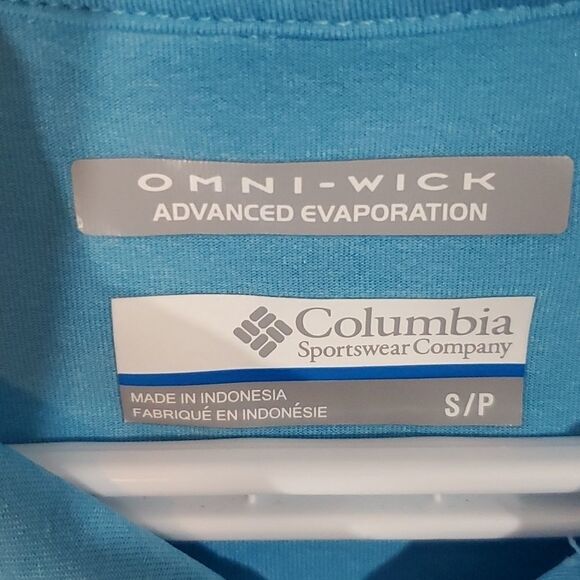 OMNI-WICK
ADVANCED EVAPORATION
Columbia
Sportswear Company
MADE IN INDONESIA
FABRIQUÉ EN INDONÉSIE
S/P